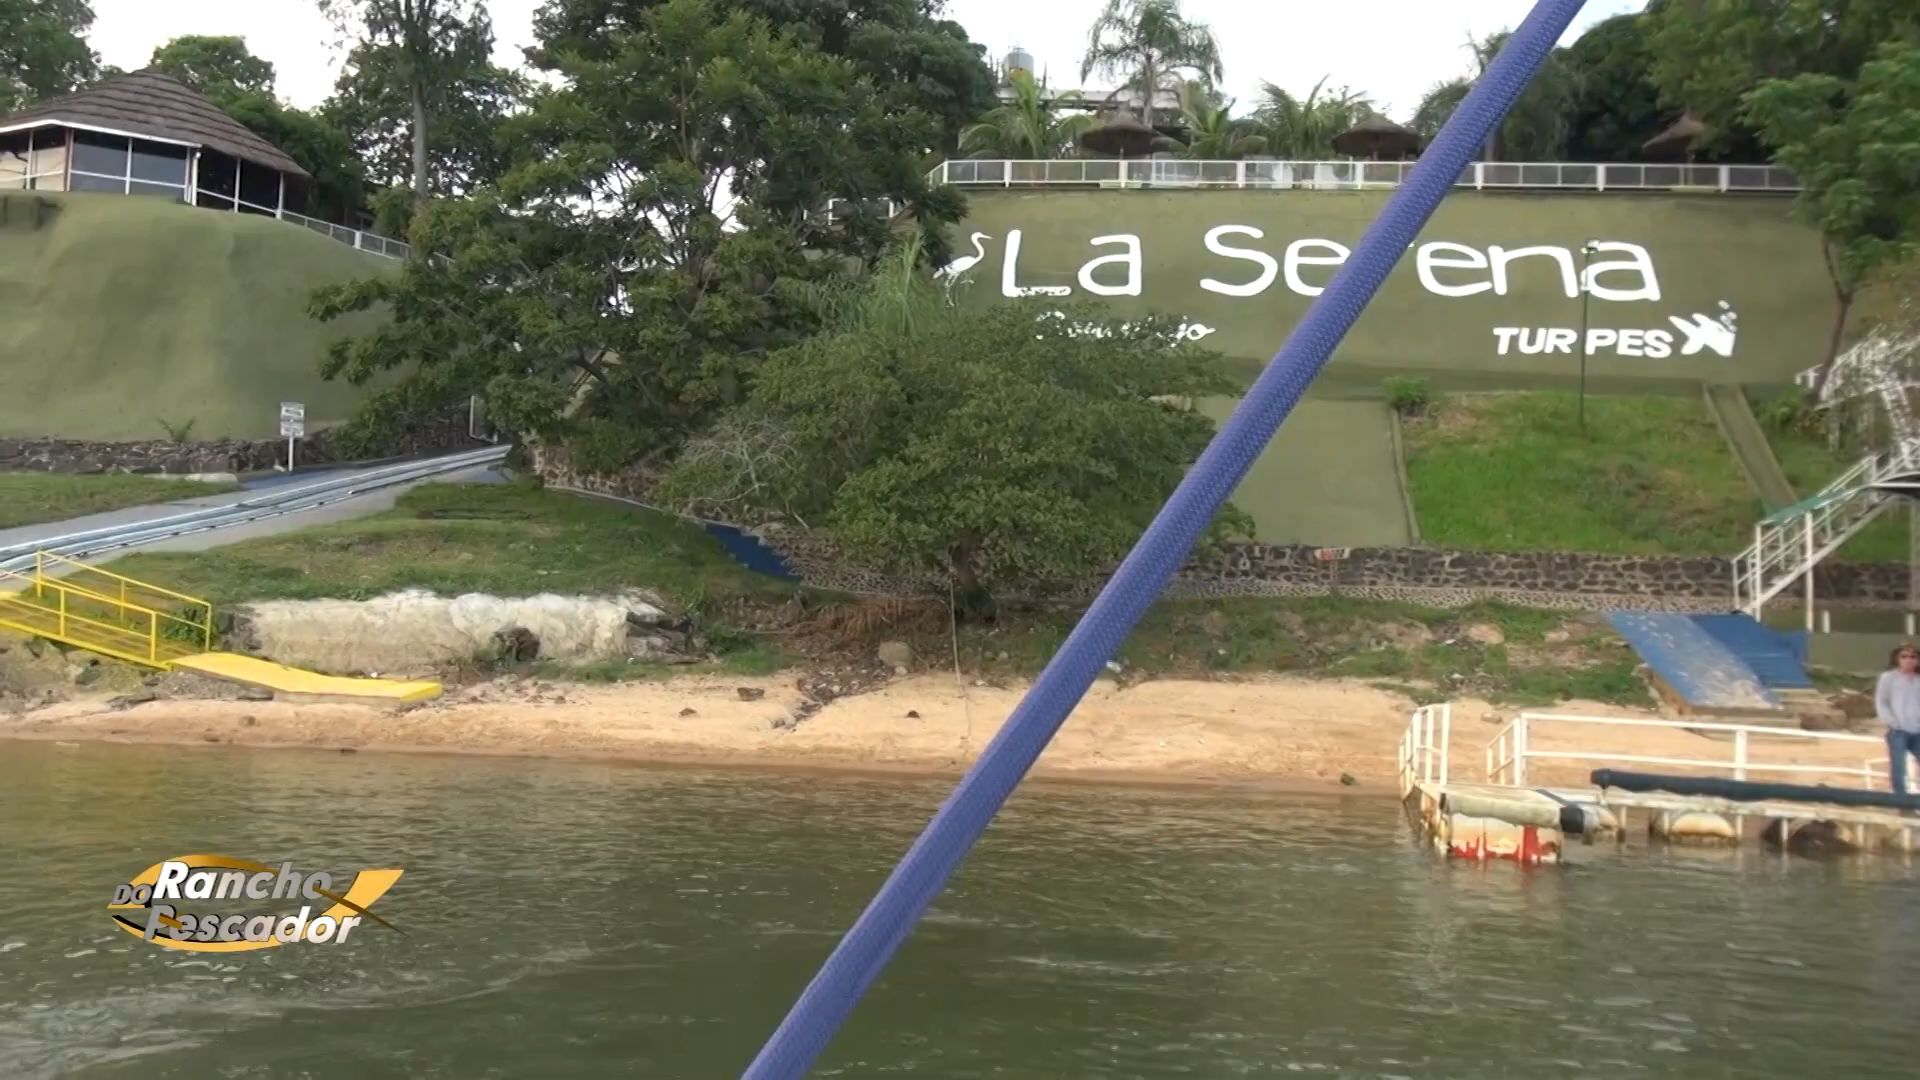 La Serena
TUR PES
Rancho
DO
Pescador